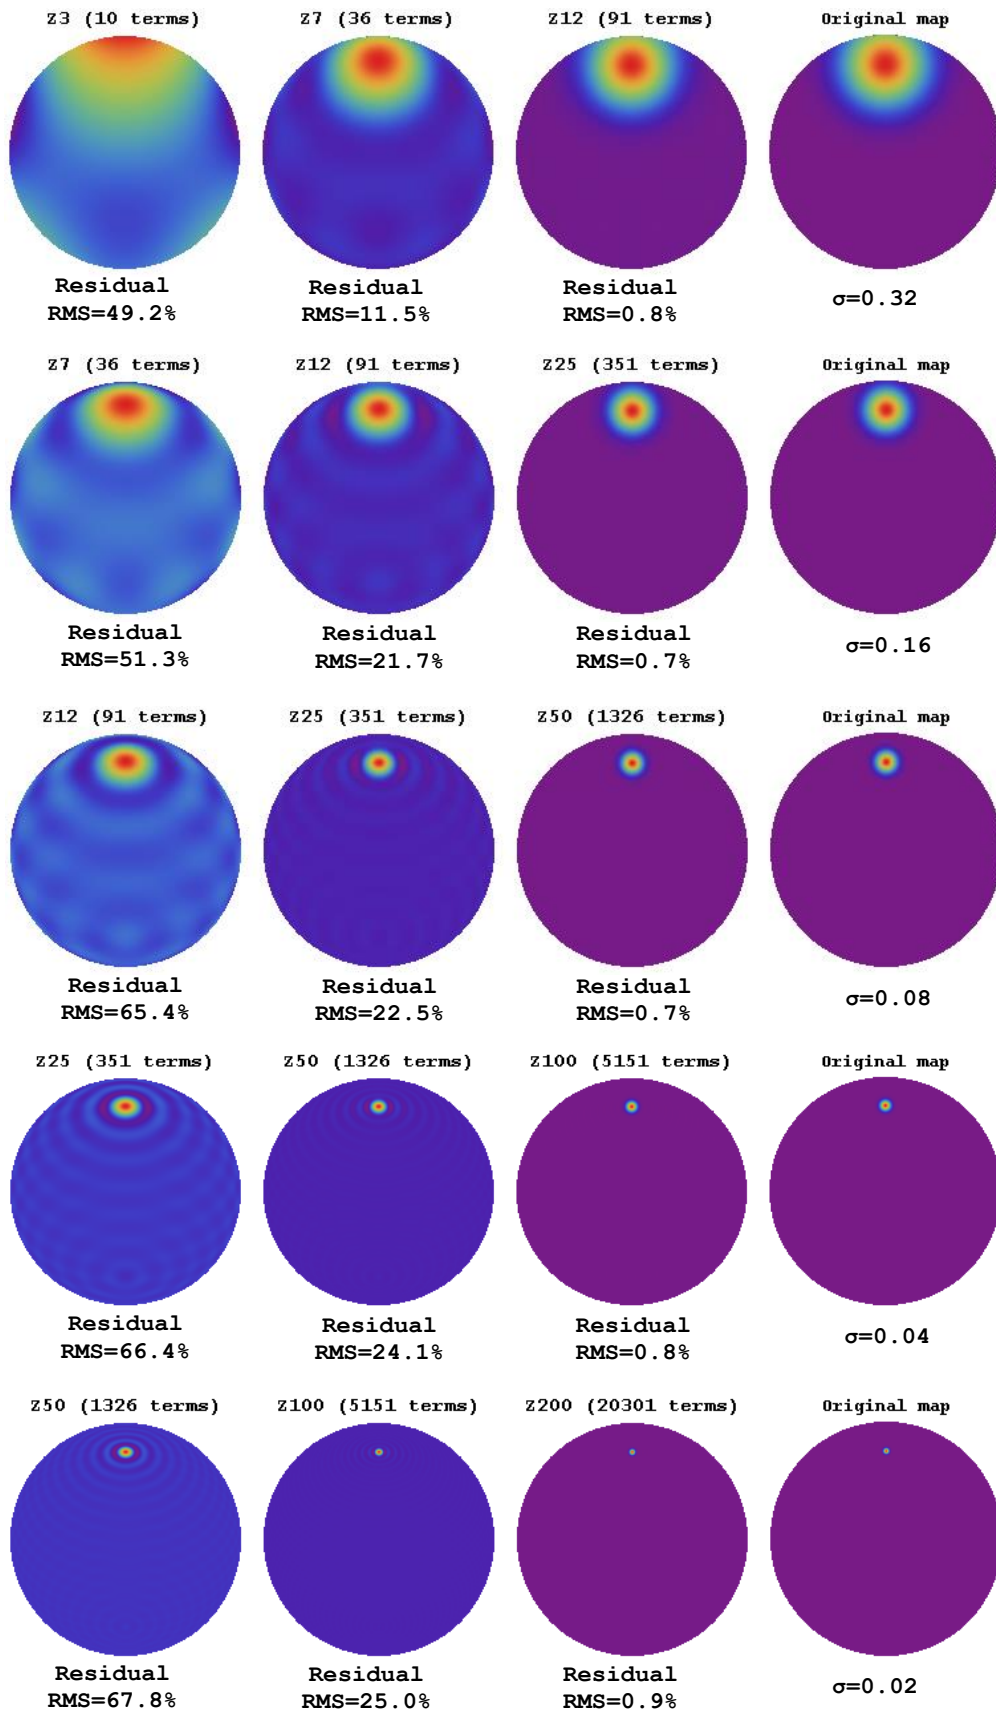 Z3 (10 terms) Z7 (36 terms) Z12 (91 terms) Original map
Residual Residual Residual
RMS=49.2% RMS=11.5% RMS=0.8% σ=0.32
Z7 (36 terms) Z12 (91 terms) Z25 (351 terms) Original map
Residual Residual Residual
RMS=51.3% RMS=21.7% RMS=0.7% σ=0.16
Z12 (91 terms) Z25 (351 terms) Z50 (1326 terms) Original map
Residual Residual Residual
RMS=65.4% RMS=22.5% RMS=0.7% σ=0.08
Z25 (351 terms) Z50 (1326 terms) Z100 (5151 terms) Original map
Residual Residual Residual
RMS=66.4% RMS=24.1% RMS=0.8% σ=0.04
Z50 (1326 terms) Z100 (5151 terms) Z200 (20301 terms) Original map
Residual Residual Residual
RMS=67.8% RMS=25.0% RMS=0.9% σ=0.02